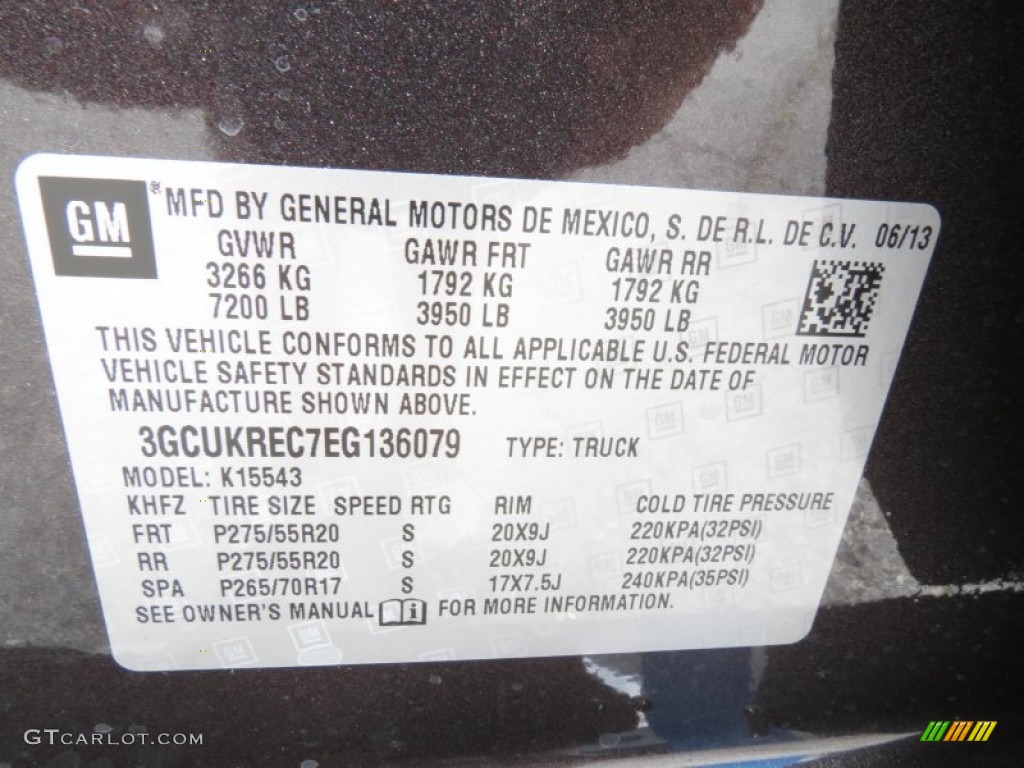 GM ® MFD BY GENERAL MOTORS DE MEXICO, S. DE R.L. DE C.V. 06/13
GVWR GAWR FRT GAWR RR
3266 KG 1792 KG 1792 KG
7200 LB 3950 LB 3950 LB
THIS VEHICLE CONFORMS TO ALL APPLICABLE U.S. FEDERAL MOTOR
VEHICLE SAFETY STANDARDS IN EFFECT ON THE DATE OF
MANUFACTURE SHOWN ABOVE.
3GCUKREC7EG136079 TYPE: TRUCK
MODEL: K15543
KHFZ TIRE SIZE SPEED RTG RIM COLD TIRE PRESSURE
FRT P275/55R20 S 20X9J 220KPA(32PSI)
RR P275/55R20 S 20X9J 220KPA(32PSI)
SPA P265/70R17 S 17X7.5J 240KPA(35PSI)
SEE OWNER'S MANUAL i FOR MORE INFORMATION.
GTCARLOT.COM